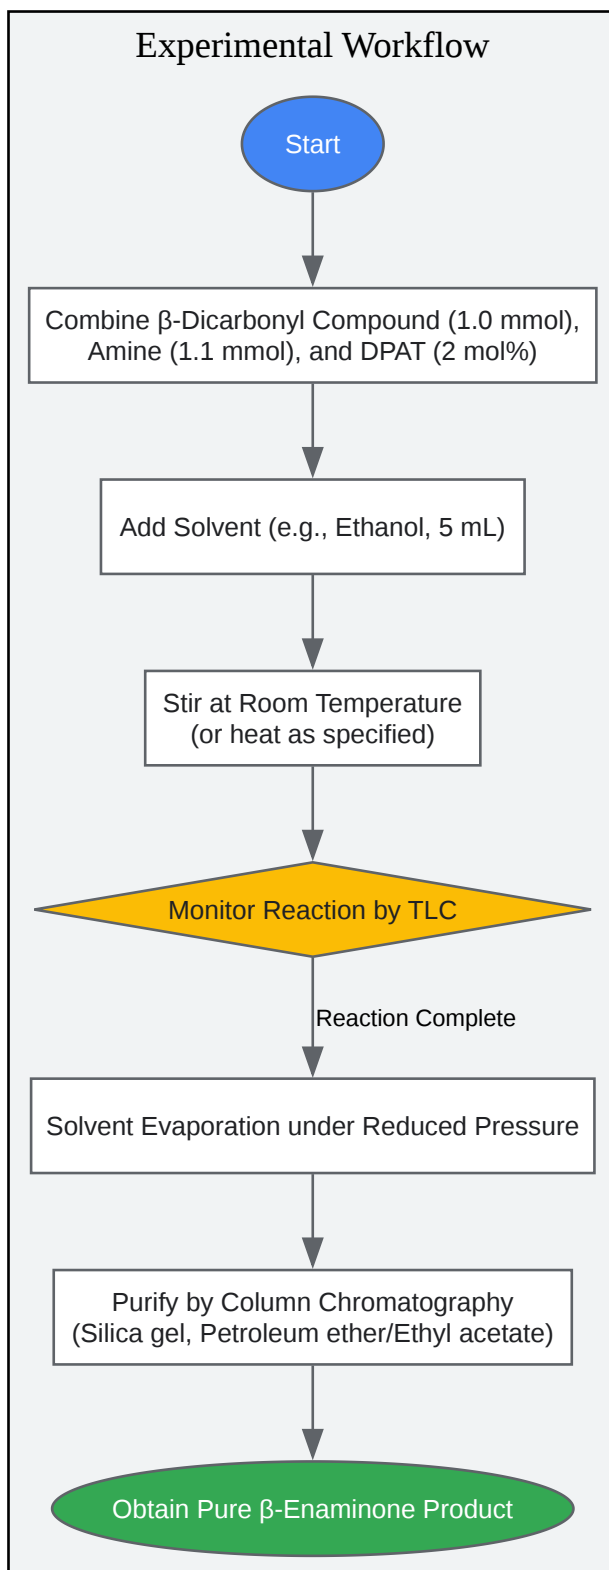 Experimental Workflow
Start
Combine β-Dicarbonyl Compound (1.0 mmol),
Amine (1.1 mmol), and DPAT (2 mol%)
Add Solvent (e.g., Ethanol, 5 mL)
Stir at Room Temperature
(or heat as specified)
Monitor Reaction by TLC
Reaction Complete
Solvent Evaporation under Reduced Pressure
Purify by Column Chromatography
(Silica gel, Petroleum ether/Ethyl acetate)
Obtain Pure β-Enaminone Product